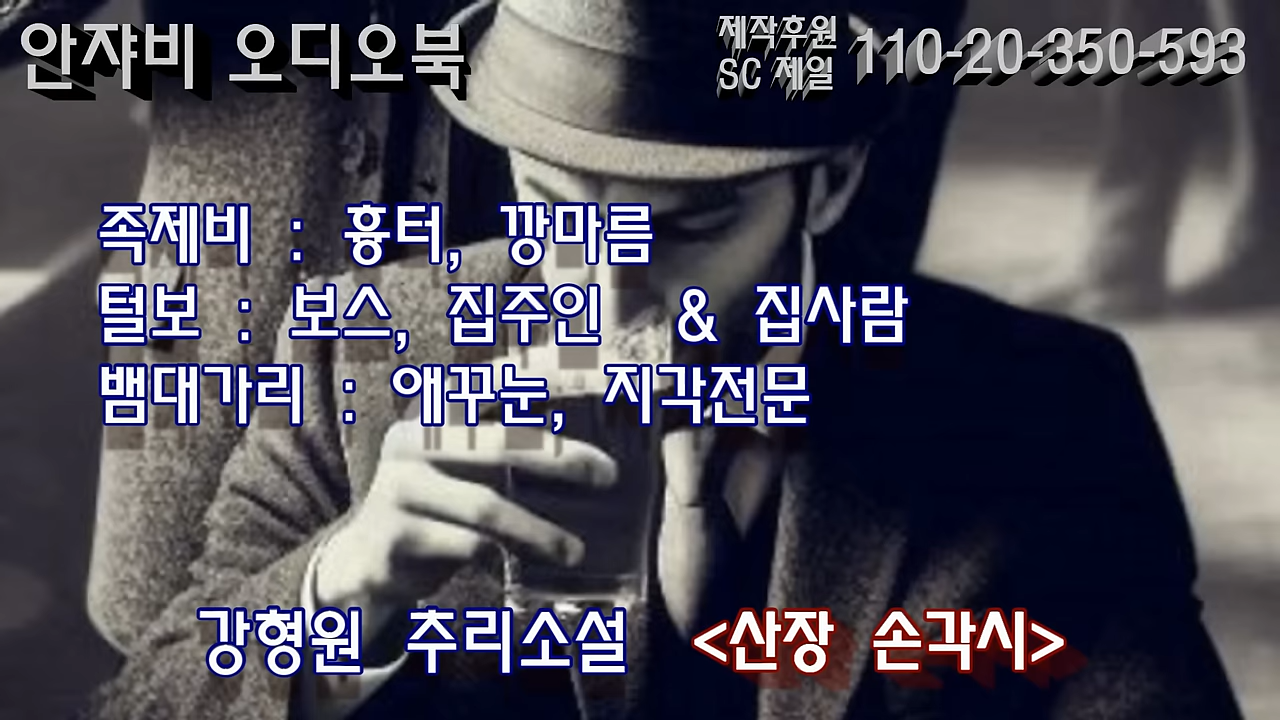 안쟈비 오디오북
제작후원
SC 제일
110-20-350-593
족제비 : 흉터, 깡마름
털보 : 보스, 집주인 & 집사람
뱀대가리 : 애꾸눈, 지각전문
강형원 추리소설 <산장 손각시>